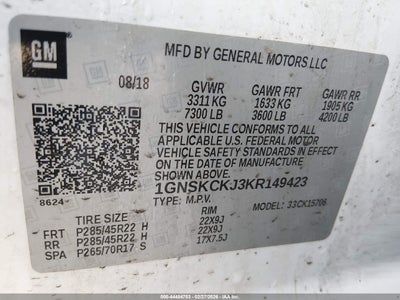 GM
MFD BY GENERAL MOTORS LLC
08/18
GVWR GAWR FRT GAWR RR
3311 KG 1633 KG 1905 KG
7300 LB 3600 LB 4200 LB
THIS VEHICLE CONFORMS TO ALL
APPLICABLE U.S. FEDERAL MOTOR
VEHICLE SAFETY STANDARDS IN
EFFECT ON THE DATE OF MANUFACTURE
SHOWN ABOVE.
1GNSKCKJ3KR149423
TYPE: M.P.V. MODEL: 33CK15706
8624
TIRE SIZE RIM
FRT P285/45R22 H 22X9J
RR P285/45R22 H 22X9J
SPA P265/70R17 S 17X7.5J